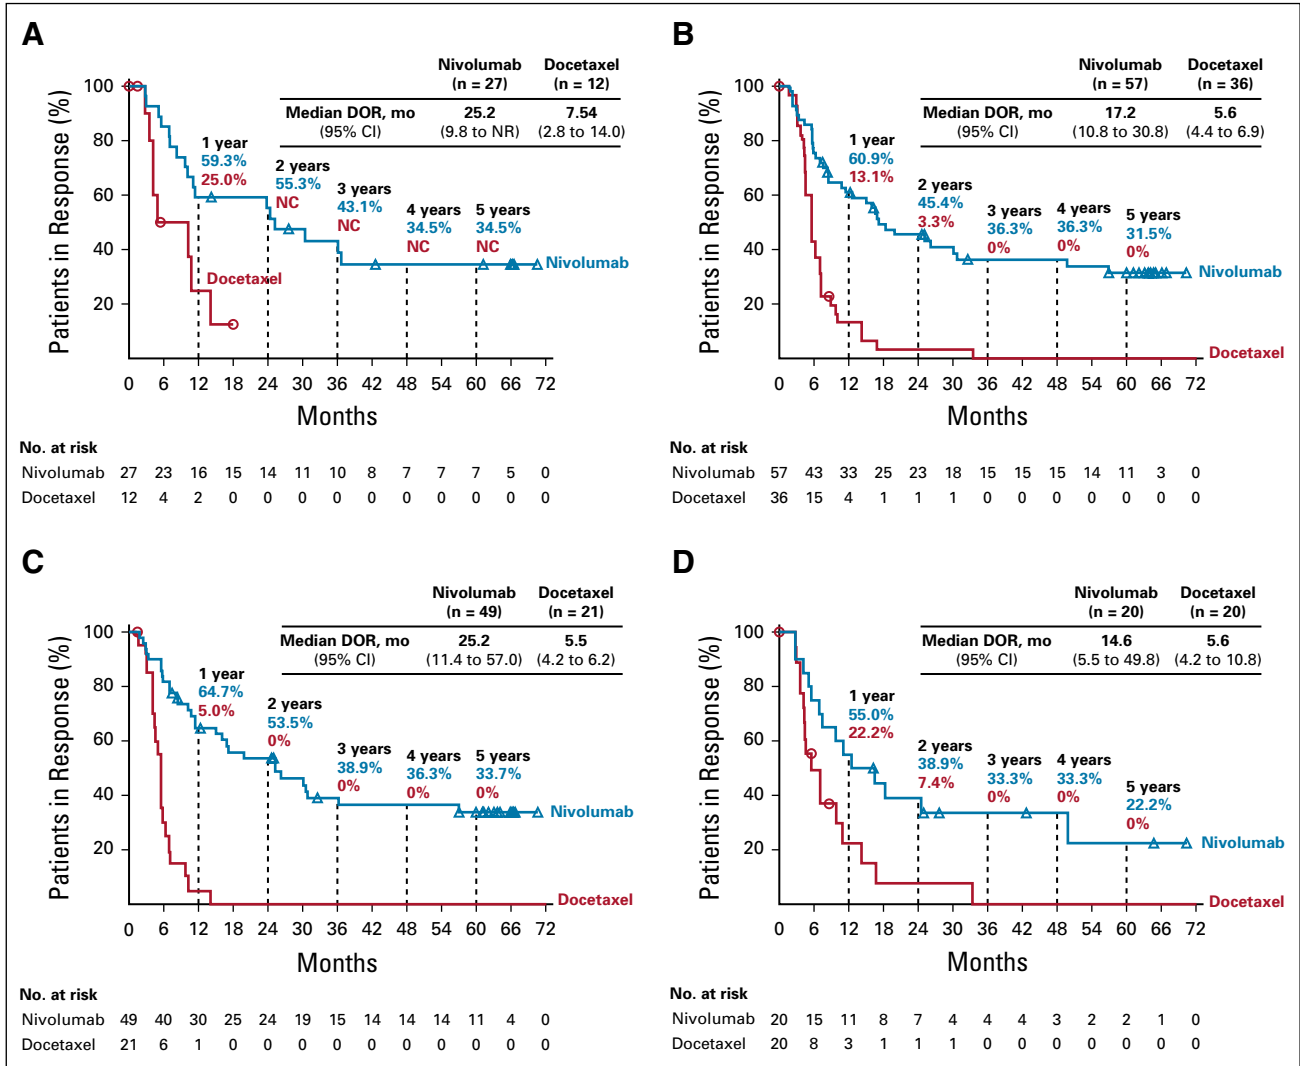 A
Nivolumab Docetaxel
(n = 27) (n = 12)
Median DOR, mo 25.2 7.54
(95% CI) (9.8 to NR) (2.8 to 14.0)
Patients in Response (%)
100
80
60
40
20
1 year
59.3%
25.0%
2 years
55.3%
NC
3 years
43.1%
NC
4 years
34.5%
NC
5 years
34.5%
NC
Nivolumab
Docetaxel
0 6 12 18 24 30 36 42 48 54 60 66 72
Months
No. at risk
Nivolumab 27 23 16 15 14 11 10 8 7 7 7 5 0
Docetaxel 12 4 2 0 0 0 0 0 0 0 0 0 0
B
Nivolumab Docetaxel
(n = 57) (n = 36)
Median DOR, mo 17.2 5.6
(95% CI) (10.8 to 30.8) (4.4 to 6.9)
Patients in Response (%)
100
80
60
40
20
1 year
60.9%
13.1%
2 years
45.4%
3.3%
3 years
36.3%
0%
4 years
36.3%
0%
5 years
31.5%
0%
Nivolumab
Docetaxel
0 6 12 18 24 30 36 42 48 54 60 66 72
Months
No. at risk
Nivolumab 57 43 33 25 23 18 15 15 15 14 11 3 0
Docetaxel 36 15 4 1 1 1 0 0 0 0 0 0 0
C
Nivolumab Docetaxel
(n = 49) (n = 21)
Median DOR, mo 25.2 5.5
(95% CI) (11.4 to 57.0) (4.2 to 6.2)
Patients in Response (%)
100
80
60
40
20
1 year
64.7%
5.0%
2 years
53.5%
0%
3 years
38.9%
0%
4 years
36.3%
0%
5 years
33.7%
0%
Nivolumab
Docetaxel
0 6 12 18 24 30 36 42 48 54 60 66 72
Months
No. at risk
Nivolumab 49 40 30 25 24 19 15 14 14 14 11 4 0
Docetaxel 21 6 1 0 0 0 0 0 0 0 0 0 0
D
Nivolumab Docetaxel
(n = 20) (n = 20)
Median DOR, mo 14.6 5.6
(95% CI) (5.5 to 49.8) (4.2 to 10.8)
Patients in Response (%)
100
80
60
40
20
1 year
55.0%
22.2%
2 years
38.9%
7.4%
3 years
33.3%
0%
4 years
33.3%
0%
5 years
22.2%
0%
Nivolumab
Docetaxel
0 6 12 18 24 30 36 42 48 54 60 66 72
Months
No. at risk
Nivolumab 20 15 11 8 7 4 4 4 3 2 2 1 0
Docetaxel 20 8 3 1 1 1 0 0 0 0 0 0 0